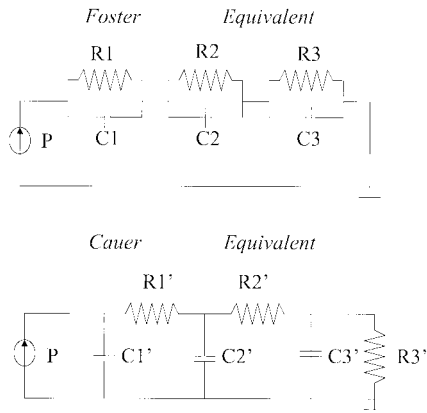 Foster Equivalent
R1 R2 R3
P C1 C2 C3
Cauer Equivalent
R1' R2'
P C1' C2' C3' R3'